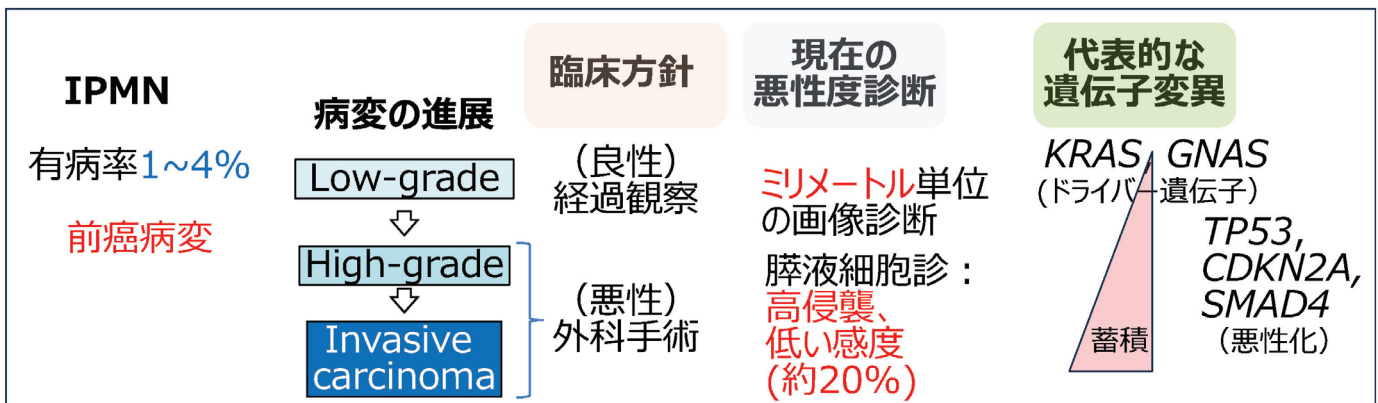 IPMN
有病率1~4%
前癌病変
病変の進展
Low-grade
High-grade
Invasive
carcinoma
臨床方針
（良性）
経過観察
（悪性）
外科手術
現在の
悪性度診断
ミリメートル単位
の画像診断
膵液細胞診：
高侵襲、
低い感度
(約20%)
代表的な
遺伝子変異
KRAS, GNAS
(ドライバー遺伝子）
TP53,
CDKN2A,
SMAD4
（悪性化）
蓄積